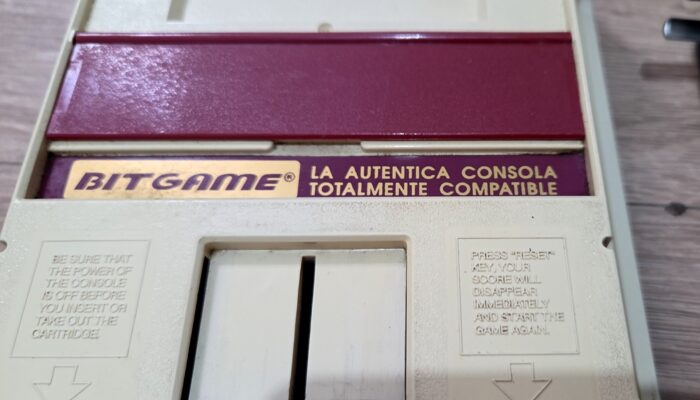 BITGAME® LA AUTENTICA CONSOLA
TOTALMENTE COMPATIBLE
BE SURE THAT
THE POWER OF
THE CONSOLE
IS OFF BEFORE
YOU INSERT OR
TAKE OUT THE
CARTRIDGE.
PRESS "RESET"
KEY, YOUR
SCORE WILL
DISAPPEAR
IMMEDIATELY
AND START THE
GAME AGAIN.